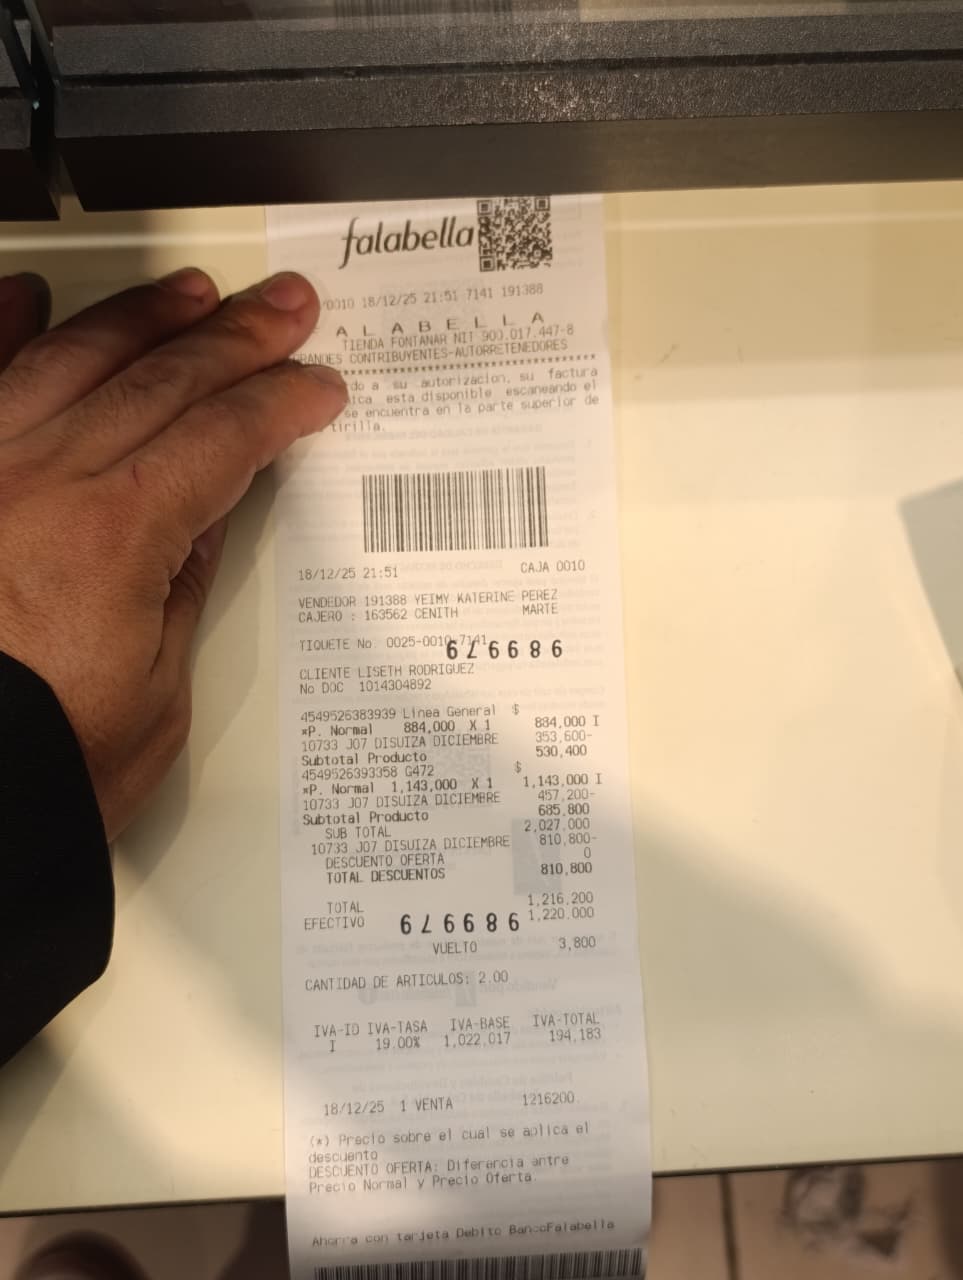 falabella
/0010 18/12/25 21:51 7141 191388
A L A B E L L A
TIENDA FONTANAR NIT 900.017.447-8
GRANDES CONTRIBUYENTES-AUTORRETENEDORES
do a su autorizacion, su factura
ica esta disponible escaneando el
se encuentra en la parte superior de
tirilla.
18/12/25 21:51 CAJA 0010
VENDEDOR 191388 YEIMY KATERINE PEREZ
CAJERO : 163562 CENITH MARTE
TIQUETE No. 0025-0010-7141
9889979
CLIENTE LISETH RODRIGUEZ
No DOC 1014304892
4549526383939 Linea General $
*P. Normal 884,000 X 1 884,000 I
10733 J07 DISUIZA DICIEMBRE 353,600-
Subtotal Producto 530,400
4549526393358 G472 $
*P. Normal 1,143,000 X 1 1,143,000 I
10733 J07 DISUIZA DICIEMBRE 457,200-
Subtotal Producto 685,800
SUB TOTAL 2,027,000
10733 J07 DISUIZA DICIEMBRE 810,800-
DESCUENTO OFERTA 0
TOTAL DESCUENTOS 810,800
TOTAL 1,216,200
EFECTIVO 1,220,000
9889979
VUELTO 3,800
CANTIDAD DE ARTICULOS: 2.00
IVA-ID IVA-TASA IVA-BASE IVA-TOTAL
I 19.00% 1,022,017 194,183
18/12/25 1 VENTA 1216200
(*) Precio sobre el cual se aplica el
descuento
DESCUENTO OFERTA: Diferencia entre
Precio Normal y Precio Oferta.
Ahorra con tarjeta Debito BancoFalabella